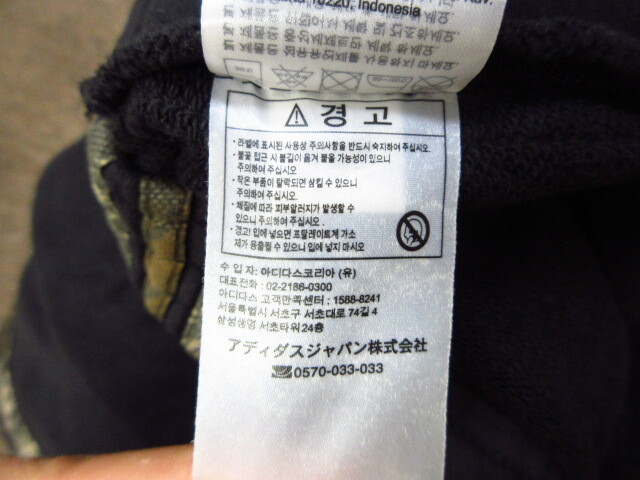 10220, Indonesia
⚠ 경 고
• 라벨에 표시된 사용상 주의사항을 반드시 숙지하여 주십시오.
• 불꽃 접근 시 불길이 옮겨 붙을 가능성이 있으니
주의하여 주십시오
• 작은 부품이 탈락되면 삼킬 수 있으니
주의하여 주십시오.
• 체질에 따라 피부알러지가 발생할 수
있으니 주의하여 주십시오 .
• 경고! 입에 넣으면 프탈레이트계 가소
제가 용출될 수 있으니 입에 넣지 마시오
수 입 자: 아디다스코리아 (유)
대표전화 : 02-2186-0300
아디다스 고객만족센터 : 1588-8241
서울특별시 서초구 서초대로 74길 4
삼성생명 서초타워 24층
アディダスジャパン株式会社
0570-033-033